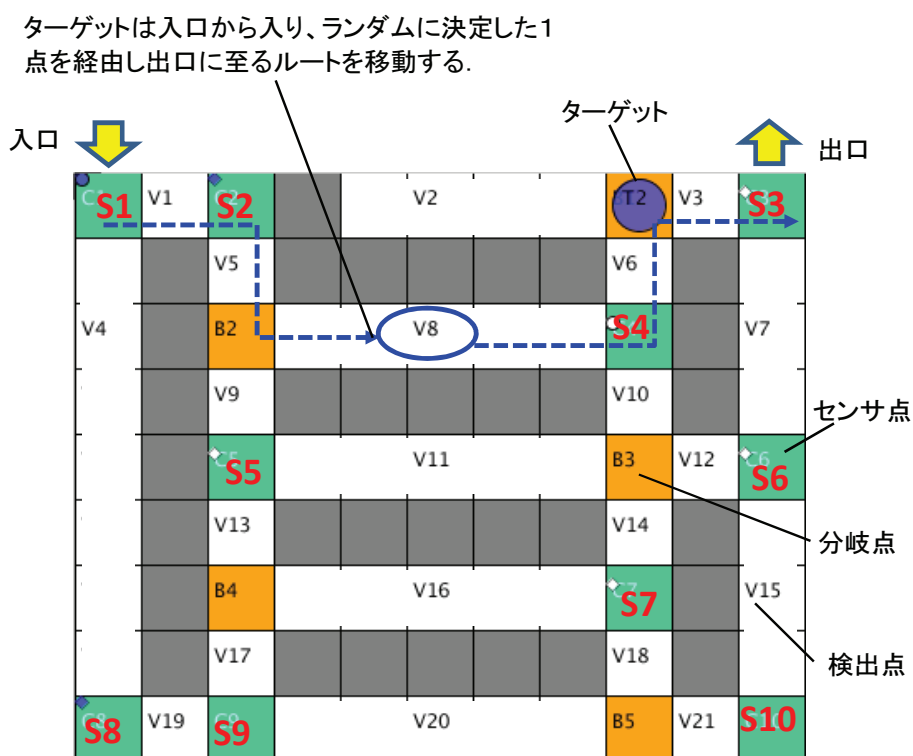 ターゲットは入口から入り、ランダムに決定した1
点を経由し出口に至るルートを移動する.
ターゲット
入口
出口
S1 V1 S2 V2 T2 V3 S3
V5 V6
V4 B2 V8 S4 V7
V9 V10
センサ点
C5 S5 V11 B3 V12 C6 S6
V13 V14
分岐点
B4 V16 S7 V15
V17 V18
検出点
S8 V19 S9 V20 B5 V21 S10